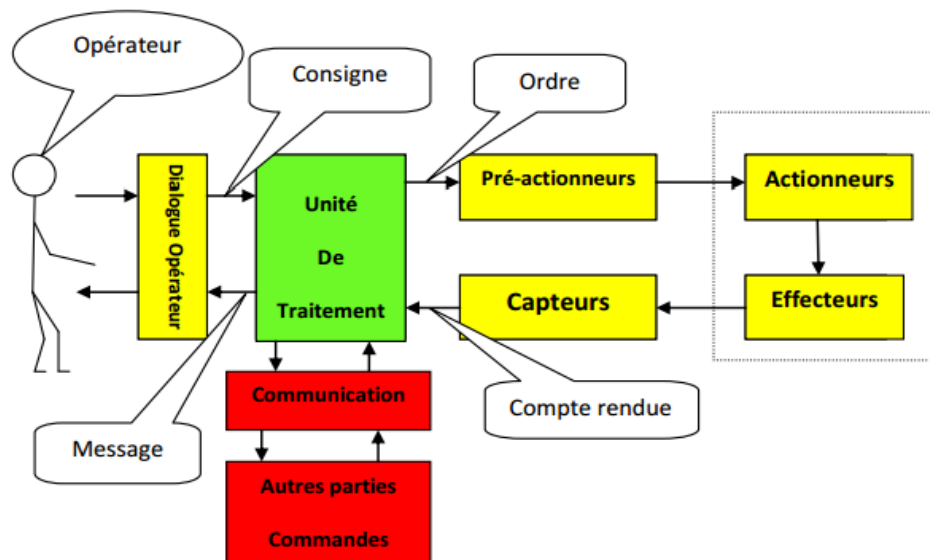 Opérateur
Consigne
Ordre
Dialogue Opérateur
Unité
De
Traitement
Pré-actionneurs
Actionneurs
Capteurs
Effecteurs
Communication
Compte rendue
Message
Autres parties
Commandes